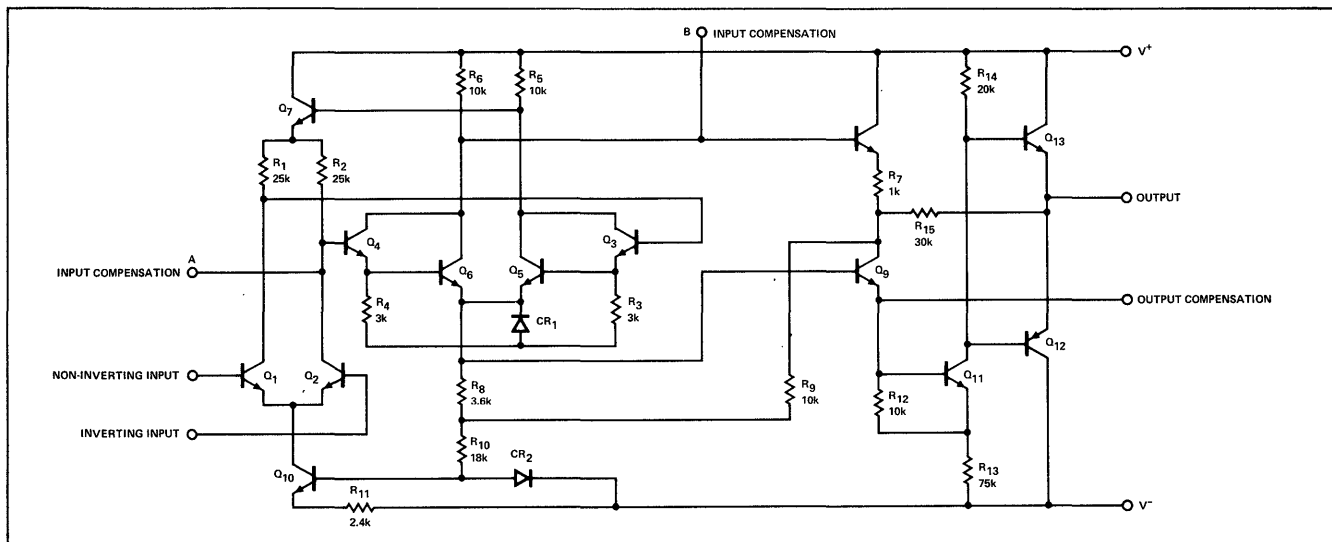 B INPUT COMPENSATION
V+
R6
10k
R5
10k
R14
20k
Q7
Q13
R1
25k
R2
25k
R7
1k
OUTPUT
R15
30k
Q4
Q3
A
INPUT COMPENSATION
Q6
Q5
Q9
R4
3k
CR1
R3
3k
OUTPUT COMPENSATION
Q12
NON-INVERTING INPUT
Q1
Q2
Q11
R8
3.6k
R9
10k
R12
10k
INVERTING INPUT
R10
18k
Q10
CR2
R13
75k
R11
2.4k
V-